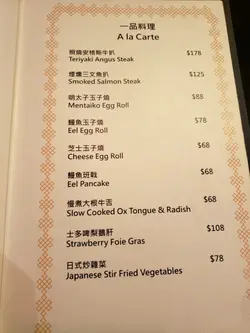 一品料理
A la Carte
照燒安格斯牛扒 $178
Teriyaki Angus Steak
煙燻三文魚扒 $125
Smoked Salmon Steak
明太子玉子燒 $88
Mentaiko Egg Roll
鰻魚玉子燒 $78
Eel Egg Roll
芝士玉子燒 $68
Cheese Egg Roll
鰻魚班戟 $68
Eel Pancake
慢煮大根牛舌 $68
Slow Cooked Ox Tongue & Radish
士多啤梨鵝肝 $108
Strawberry Foie Gras
日式炒雜菜 $78
Japanese Stir Fried Vegetables